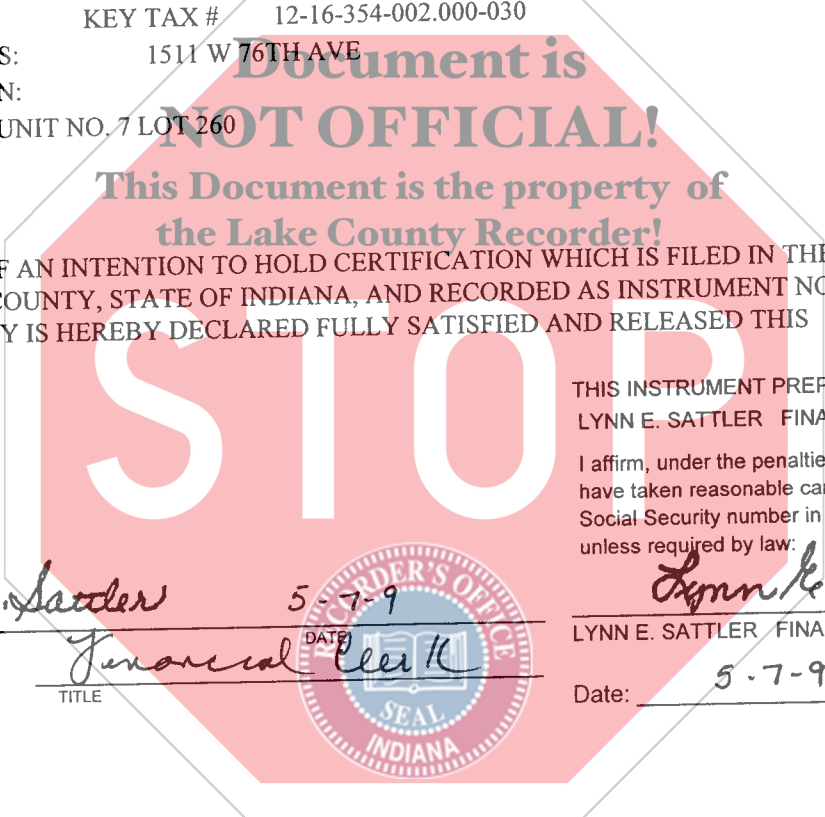 KEY TAX # 12-16-354-002.000-030
S: 1511 W 76TH AVE
Document is
N:
UNIT NO. 7 LOT 260
NOT OFFICIAL!
This Document is the property of
the Lake County Recorder!
F AN INTENTION TO HOLD CERTIFICATION WHICH IS FILED IN THE
COUNTY, STATE OF INDIANA, AND RECORDED AS INSTRUMENT NO
Y IS HEREBY DECLARED FULLY SATISFIED AND RELEASED THIS
STOP
THIS INSTRUMENT PREP
LYNN E. SATTLER FINA
I affirm, under the penaltie
have taken reasonable car
Social Security number in
unless required by law:
. Sattler 5-7-9
DATE
Financial Clerk
TITLE
Lynn E
LYNN E. SATTLER FINA
Date: 5-7-9
RECORDER'S OFFICE
SEAL
INDIANA